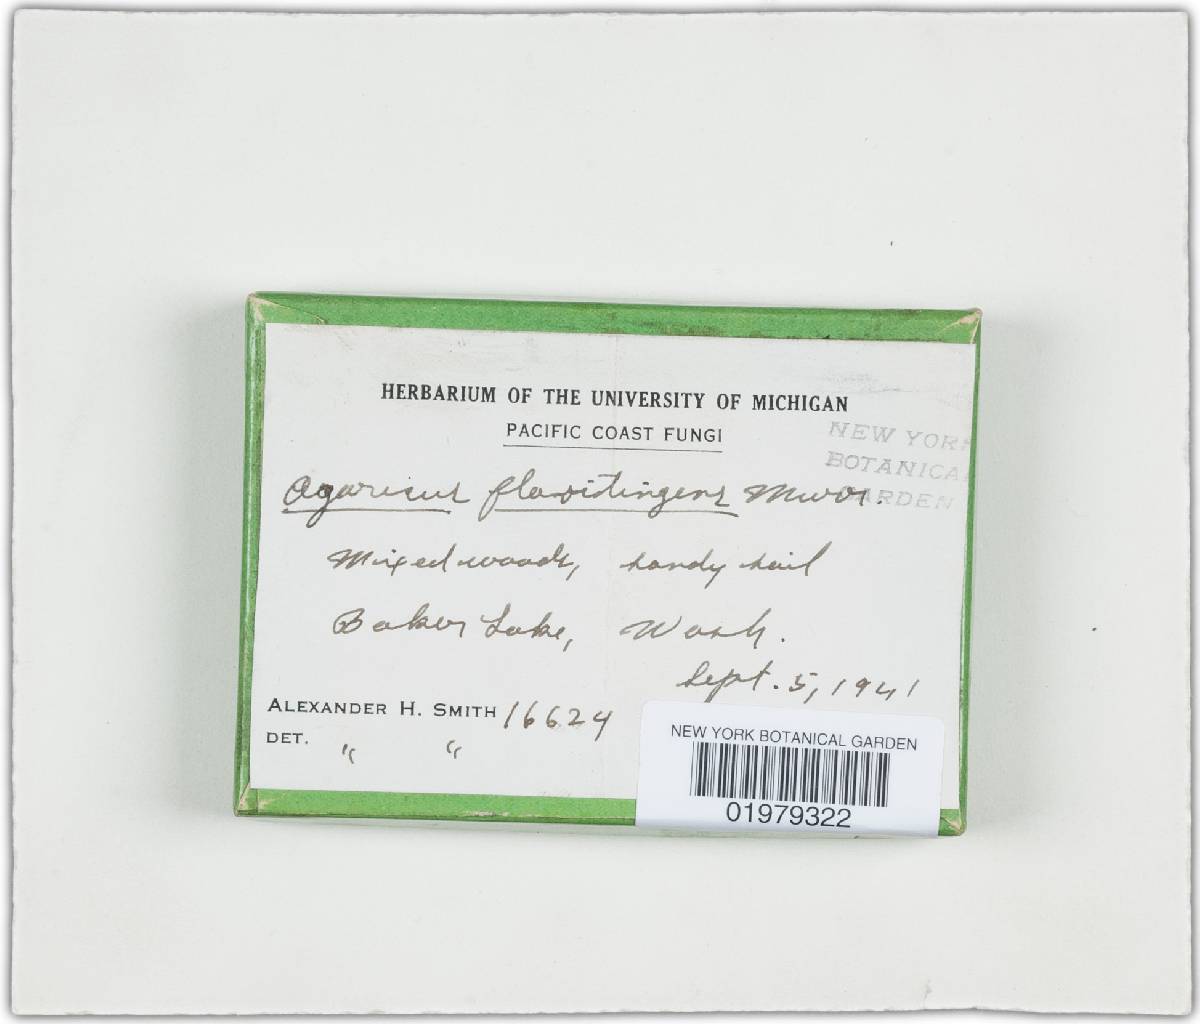 HERBARIUM OF THE UNIVERSITY OF MICHIGAN
PACIFIC COAST FUNGI
NEW YORK
BOTANICA
GARDEN
Agaricus flavitingens Murr.
Mixed woods, sandy soil
Baker Lake, Wash.
Sept. 5, 1941
ALEXANDER H. SMITH 16624
DET. " "
NEW YORK BOTANICAL GARDEN
01979322